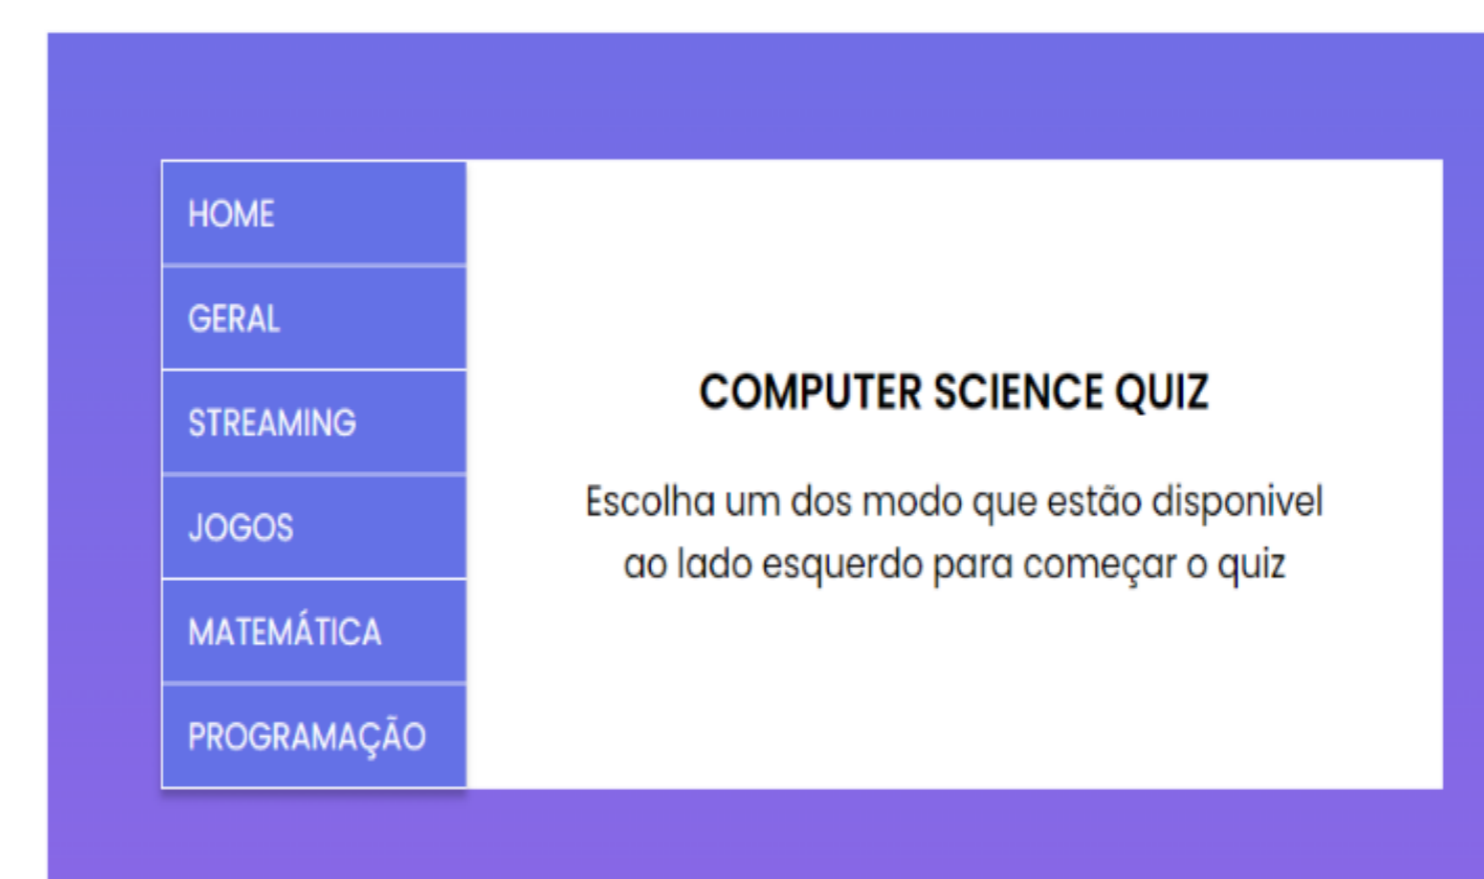 HOME
GERAL
STREAMING
JOGOS
MATEMÁTICA
PROGRAMAÇÃO
COMPUTER SCIENCE QUIZ
Escolha um dos modo que estão disponivel
ao lado esquerdo para começar o quiz